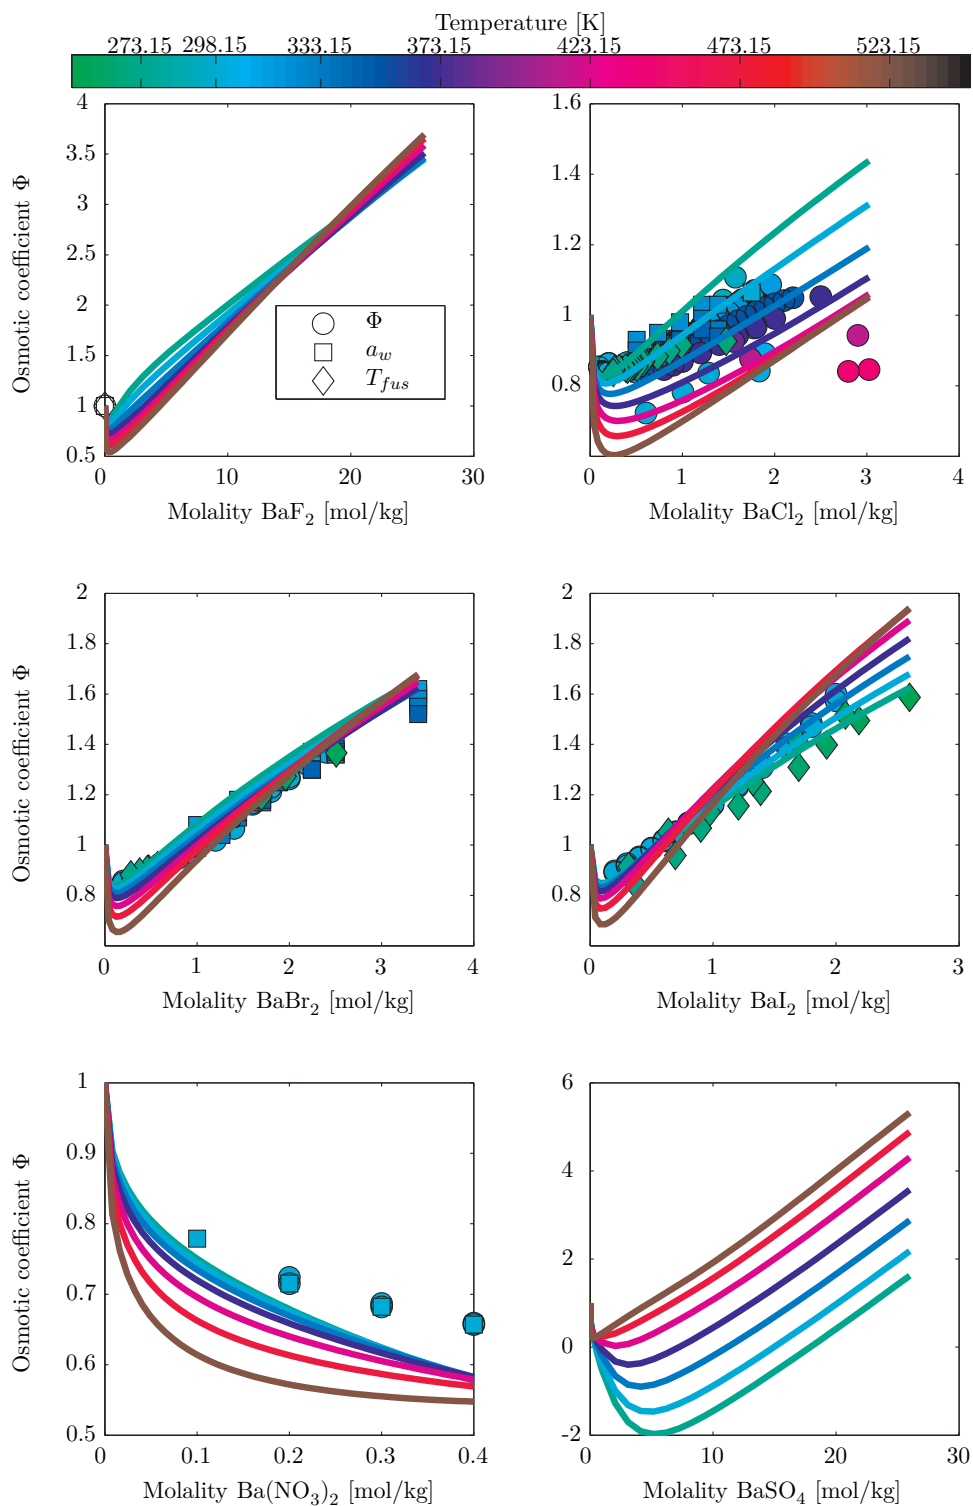 Temperature [K]
273.15 298.15 333.15 373.15 423.15 473.15 523.15
Osmotic coefficient Φ
4
3.5
3
2.5
2
1.5
1
0.5
0 10 20 30
Molality BaF₂ [mol/kg]
Φ
a_w
T_fus
1.6
1.4
1.2
1
0.8
0 1 2 3 4
Molality BaCl₂ [mol/kg]
Osmotic coefficient Φ
2
1.8
1.6
1.4
1.2
1
0.8
0 1 2 3 4
Molality BaBr₂ [mol/kg]
2
1.8
1.6
1.4
1.2
1
0.8
0 1 2 3
Molality BaI₂ [mol/kg]
Osmotic coefficient Φ
1
0.9
0.8
0.7
0.6
0.5
0 0.1 0.2 0.3 0.4
Molality Ba(NO₃)₂ [mol/kg]
6
4
2
0
-2
0 10 20 30
Molality BaSO₄ [mol/kg]